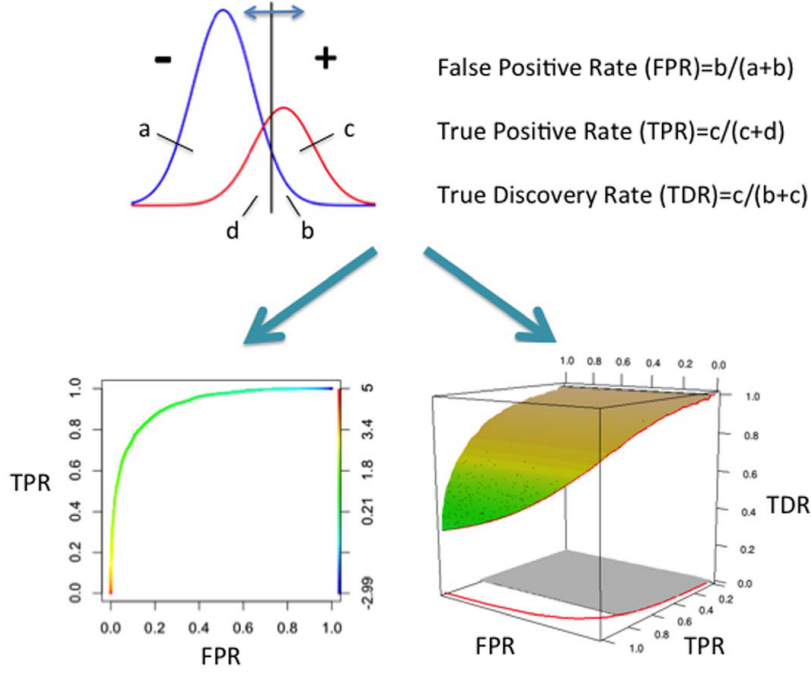 − +
a c
d b
False Positive Rate (FPR)=b/(a+b)
True Positive Rate (TPR)=c/(c+d)
True Discovery Rate (TDR)=c/(b+c)
TPR
1.0
0.8
0.6
0.4
0.2
0.0
0.0 0.2 0.4 0.6 0.8 1.0
FPR
5
3.4
1.8
0.21
-2.99
1.0 0.8 0.6 0.4 0.2 0.0
1.0
0.8
0.6
0.4
0.2
0.0
TDR
0.2
0.4
0.6
0.8
1.0
FPR
TPR